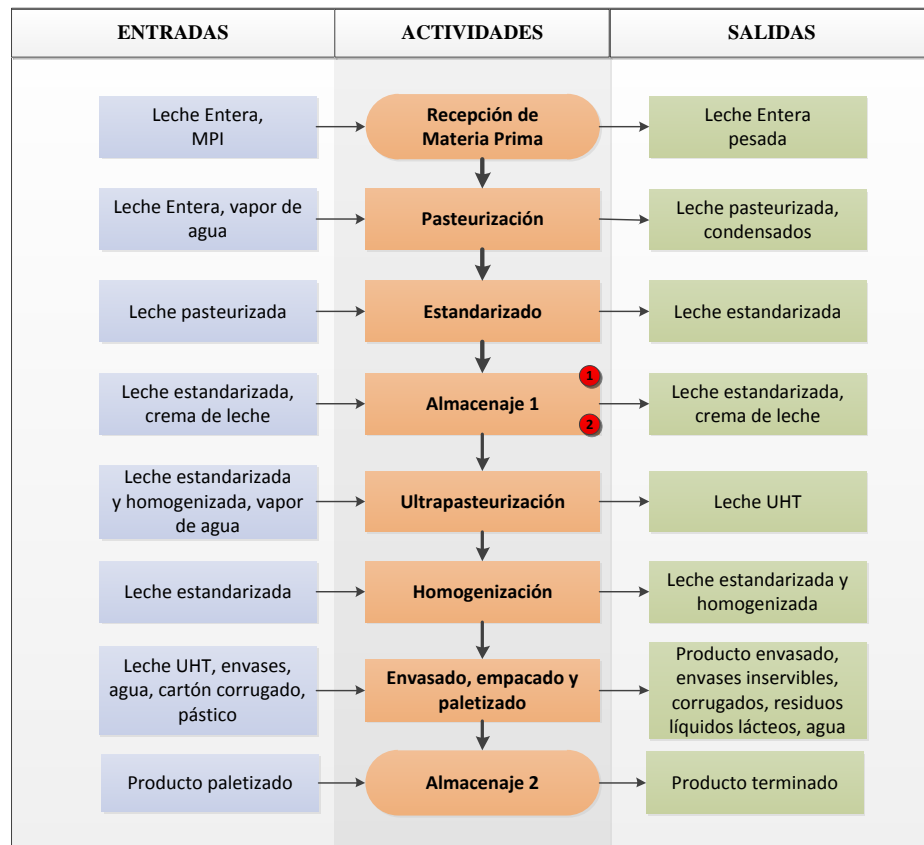 ENTRADAS
ACTIVIDADES
SALIDAS
Leche Entera,
MPI
Recepción de
Materia Prima
Leche Entera
pesada
Leche Entera, vapor de
agua
Pasteurización
Leche pasteurizada,
condensados
Leche pasteurizada
Estandarizado
Leche estandarizada
Leche estandarizada,
crema de leche
Almacenaje 1
1
2
Leche estandarizada,
crema de leche
Leche estandarizada
y homogenizada, vapor
de agua
Ultrapasteurización
Leche UHT
Leche estandarizada
Homogenización
Leche estandarizada y
homogenizada
Leche UHT, envases,
agua, cartón corrugado,
pástico
Envasado, empacado y
paletizado
Producto envasado,
envases inservibles,
corrugados, residuos
líquidos lácteos, agua
Producto paletizado
Almacenaje 2
Producto terminado